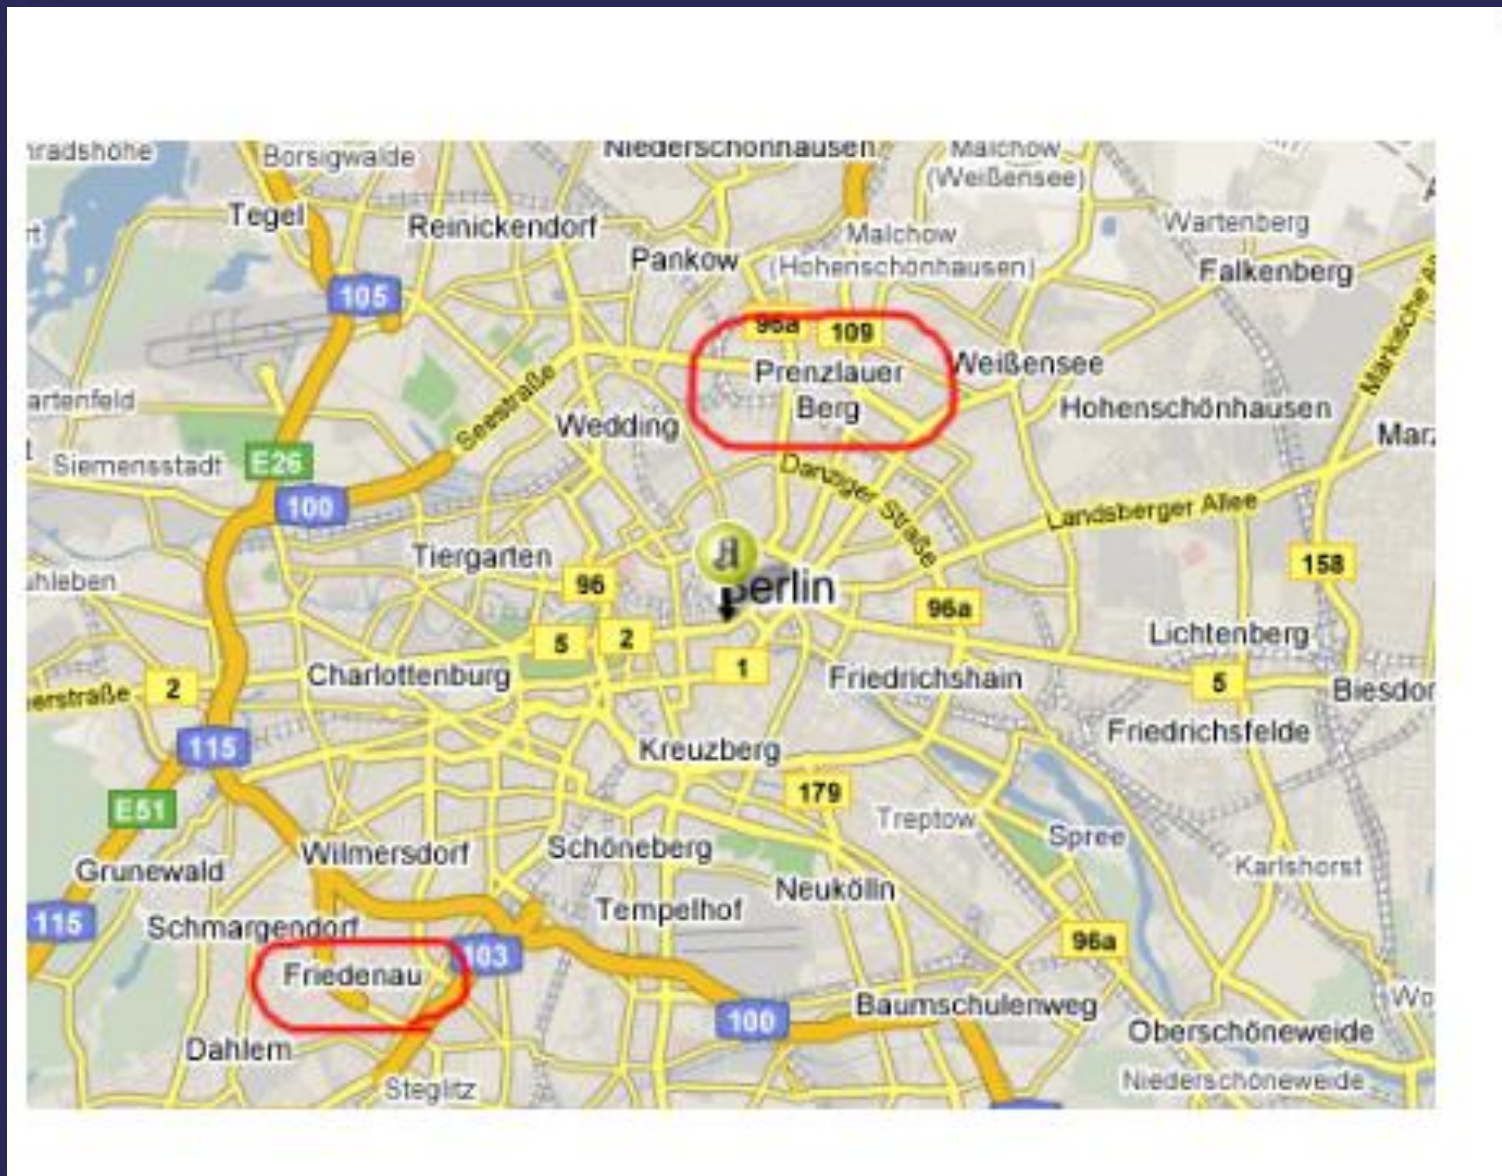 Borsigwalde
Niederschönhausen
Malchow
(Weißensee)
Tegel
Reinickendorf
Wartenberg
Malchow
(Hohenschönhausen)
Pankow
Falkenberg
105
96a
109
Prenzlauer
Berg
Weißensee
Hohenschönhausen
Seestraße
Wedding
Siemensstadt
E26
100
Danziger Straße
Landsberger Allee
Tiergarten
96
Berlin
158
96a
5
2
1
Lichtenberg
Charlottenburg
2
Friedrichshain
5
115
Kreuzberg
Friedrichsfelde
E51
179
Treptow
Spree
Wilmersdorf
Schöneberg
Grunewald
Neukölln
Karlshorst
115
Schmargendorf
Tempelhof
96a
103
Friedenau
100
Baumschulenweg
Oberschöneweide
Dahlem
Steglitz
Niederschöneweide